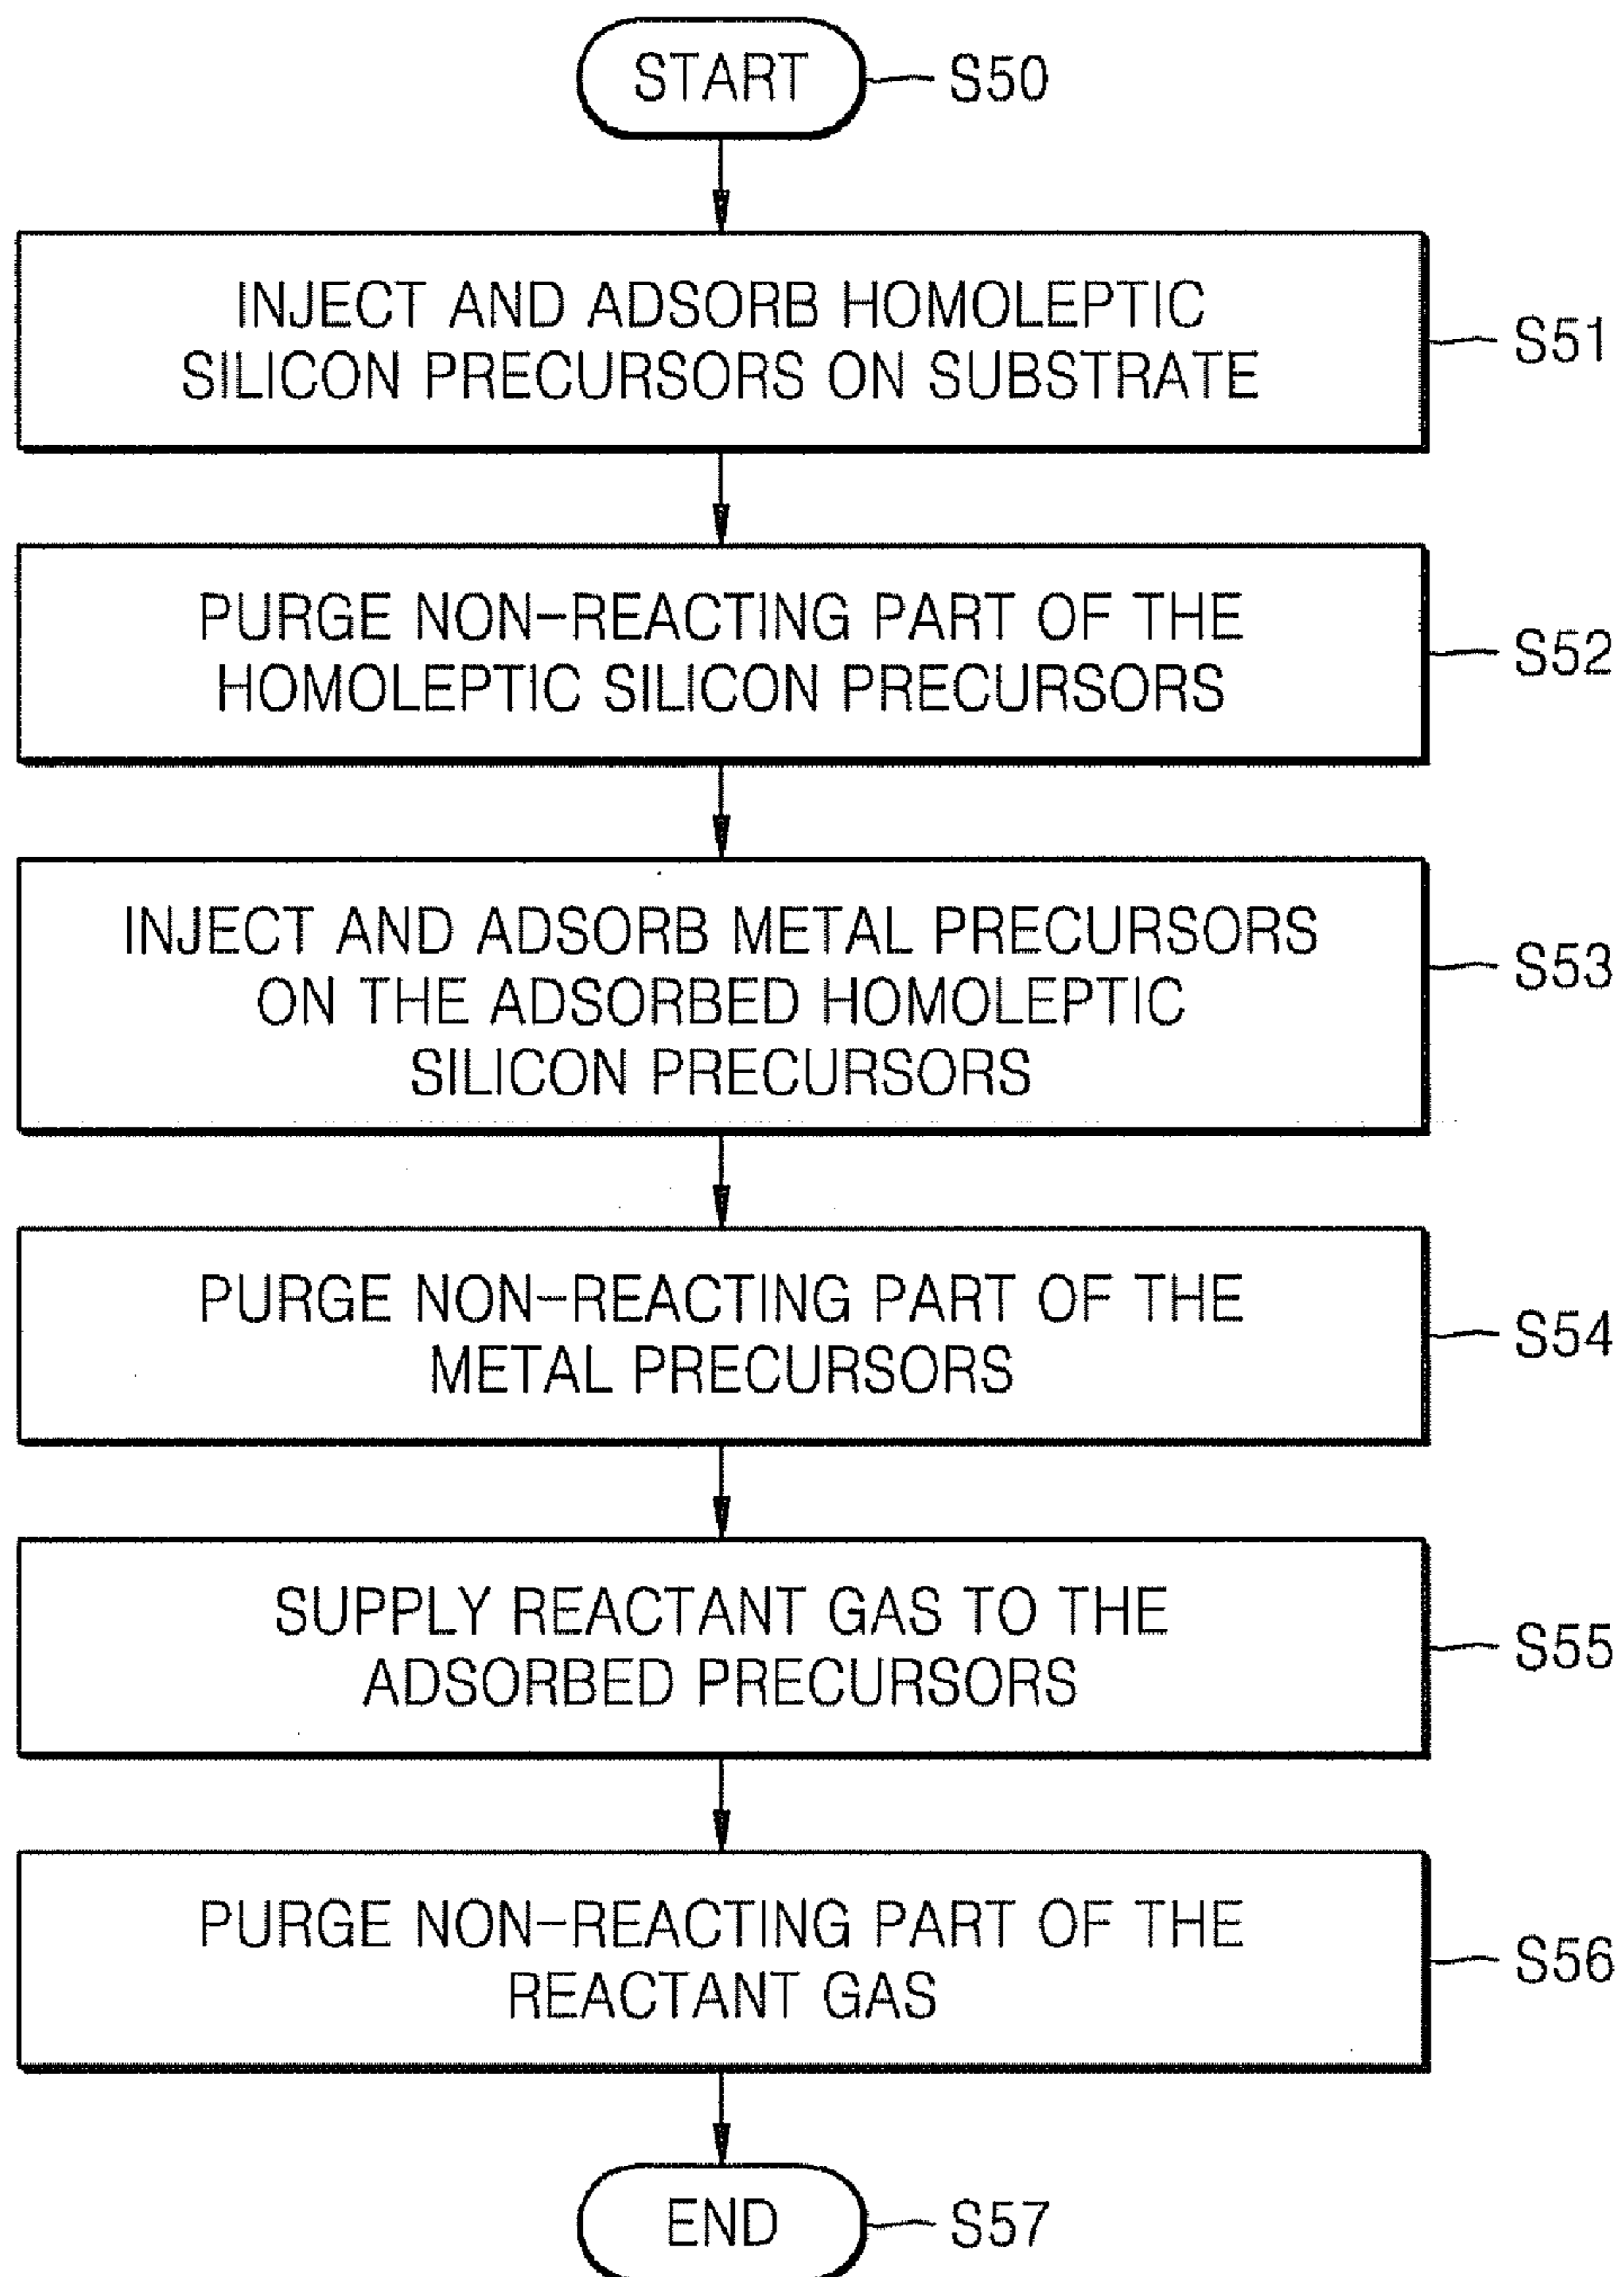 START
S50
INJECT AND ADSORB HOMOLEPTIC
SILICON PRECURSORS ON SUBSTRATE
S51
PURGE NON-REACTING PART OF THE
HOMOLEPTIC SILICON PRECURSORS
S52
INJECT AND ADSORB METAL PRECURSORS
ON THE ADSORBED HOMOLEPTIC
SILICON PRECURSORS
S53
PURGE NON-REACTING PART OF THE
METAL PRECURSORS
S54
SUPPLY REACTANT GAS TO THE
ADSORBED PRECURSORS
S55
PURGE NON-REACTING PART OF THE
REACTANT GAS
S56
END
S57